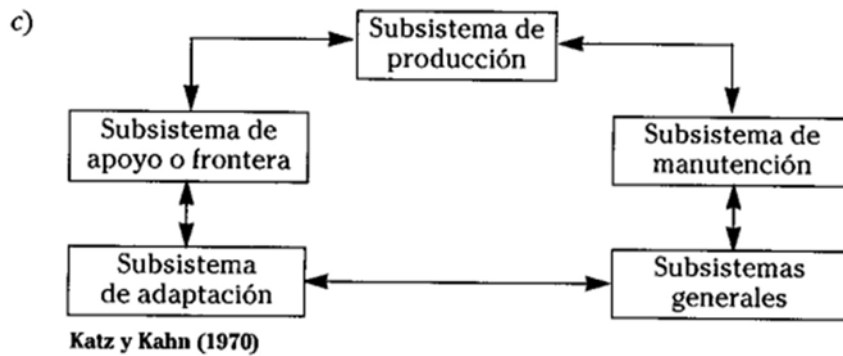 c)
Subsistema de
producción
Subsistema de
apoyo o frontera
Subsistema de
manutención
Subsistema
de adaptación
Subsistemas
generales
Katz y Kahn (1970)